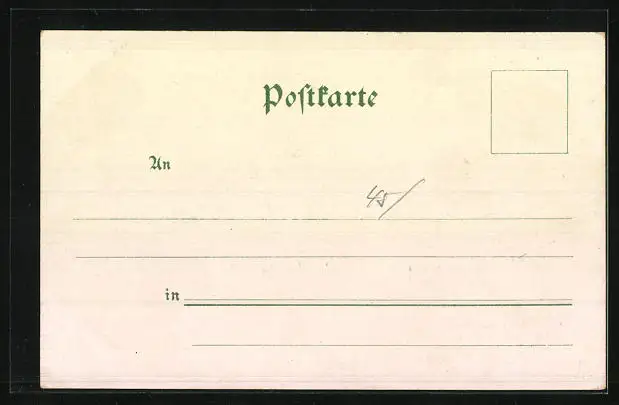 Poſtkarte
An
45/
in